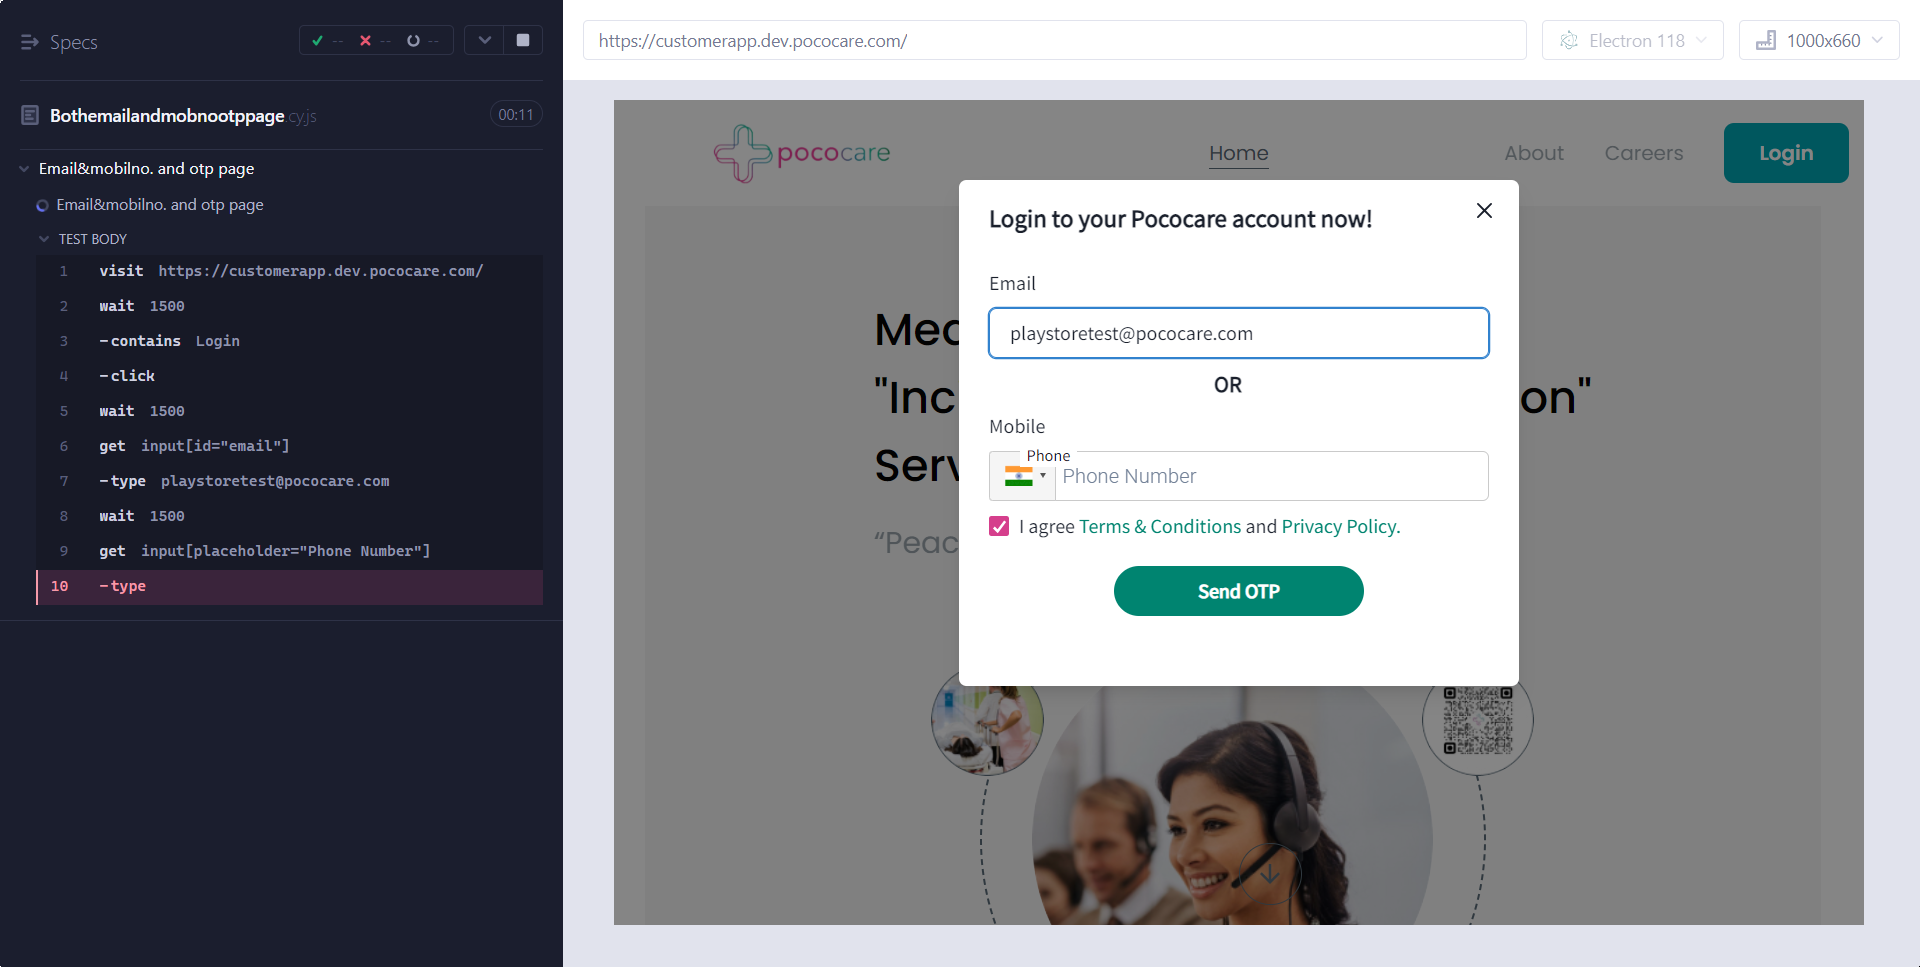 Specs
-- -- --
Bothemailandmobnootppage.cy.js 00:11
Email&mobilno. and otp page
Email&mobilno. and otp page
TEST BODY
1 visit https://customerapp.dev.pococare.com/
2 wait 1500
3 -contains Login
4 -click
5 wait 1500
6 get input[id="email"]
7 -type playstoretest@pococare.com
8 wait 1500
9 get input[placeholder="Phone Number"]
10 -type
https://customerapp.dev.pococare.com/
Electron 118
1000x660
pococare
Home
About
Careers
Login
Login to your Pococare account now!
Email
playstoretest@pococare.com
OR
Mobile
Phone
Phone Number
I agree Terms & Conditions and Privacy Policy.
Send OTP
"Inc
on"